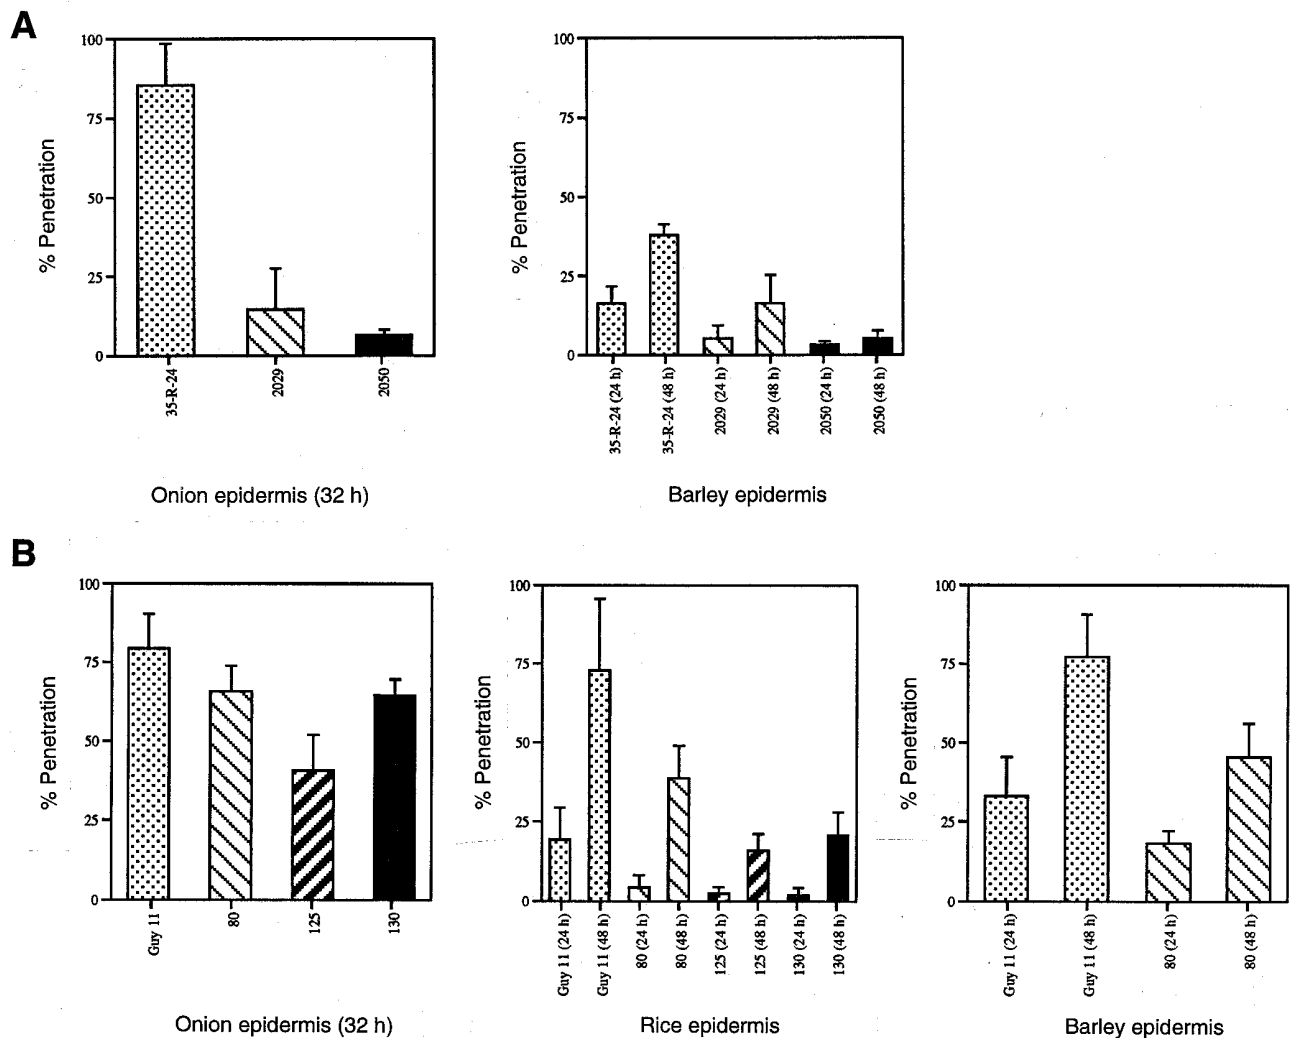 A
100
75
50
25
0
% Penetration
35-R-24
2029
2050
Onion epidermis (32 h)
100
75
50
25
0
% Penetration
35-R-24 (24 h)
35-R-24 (48 h)
2029 (24 h)
2029 (48 h)
2050 (24 h)
2050 (48 h)
Barley epidermis
B
100
75
50
25
0
% Penetration
Guy 11
80
125
130
Onion epidermis (32 h)
100
75
50
25
0
% Penetration
Guy 11 (24 h)
Guy 11 (48 h)
80 (24 h)
80 (48 h)
125 (24 h)
125 (48 h)
130 (24 h)
130 (48 h)
Rice epidermis
100
75
50
25
0
% Penetration
Guy 11 (24 h)
Guy 11 (48 h)
80 (24 h)
80 (48 h)
Barley epidermis